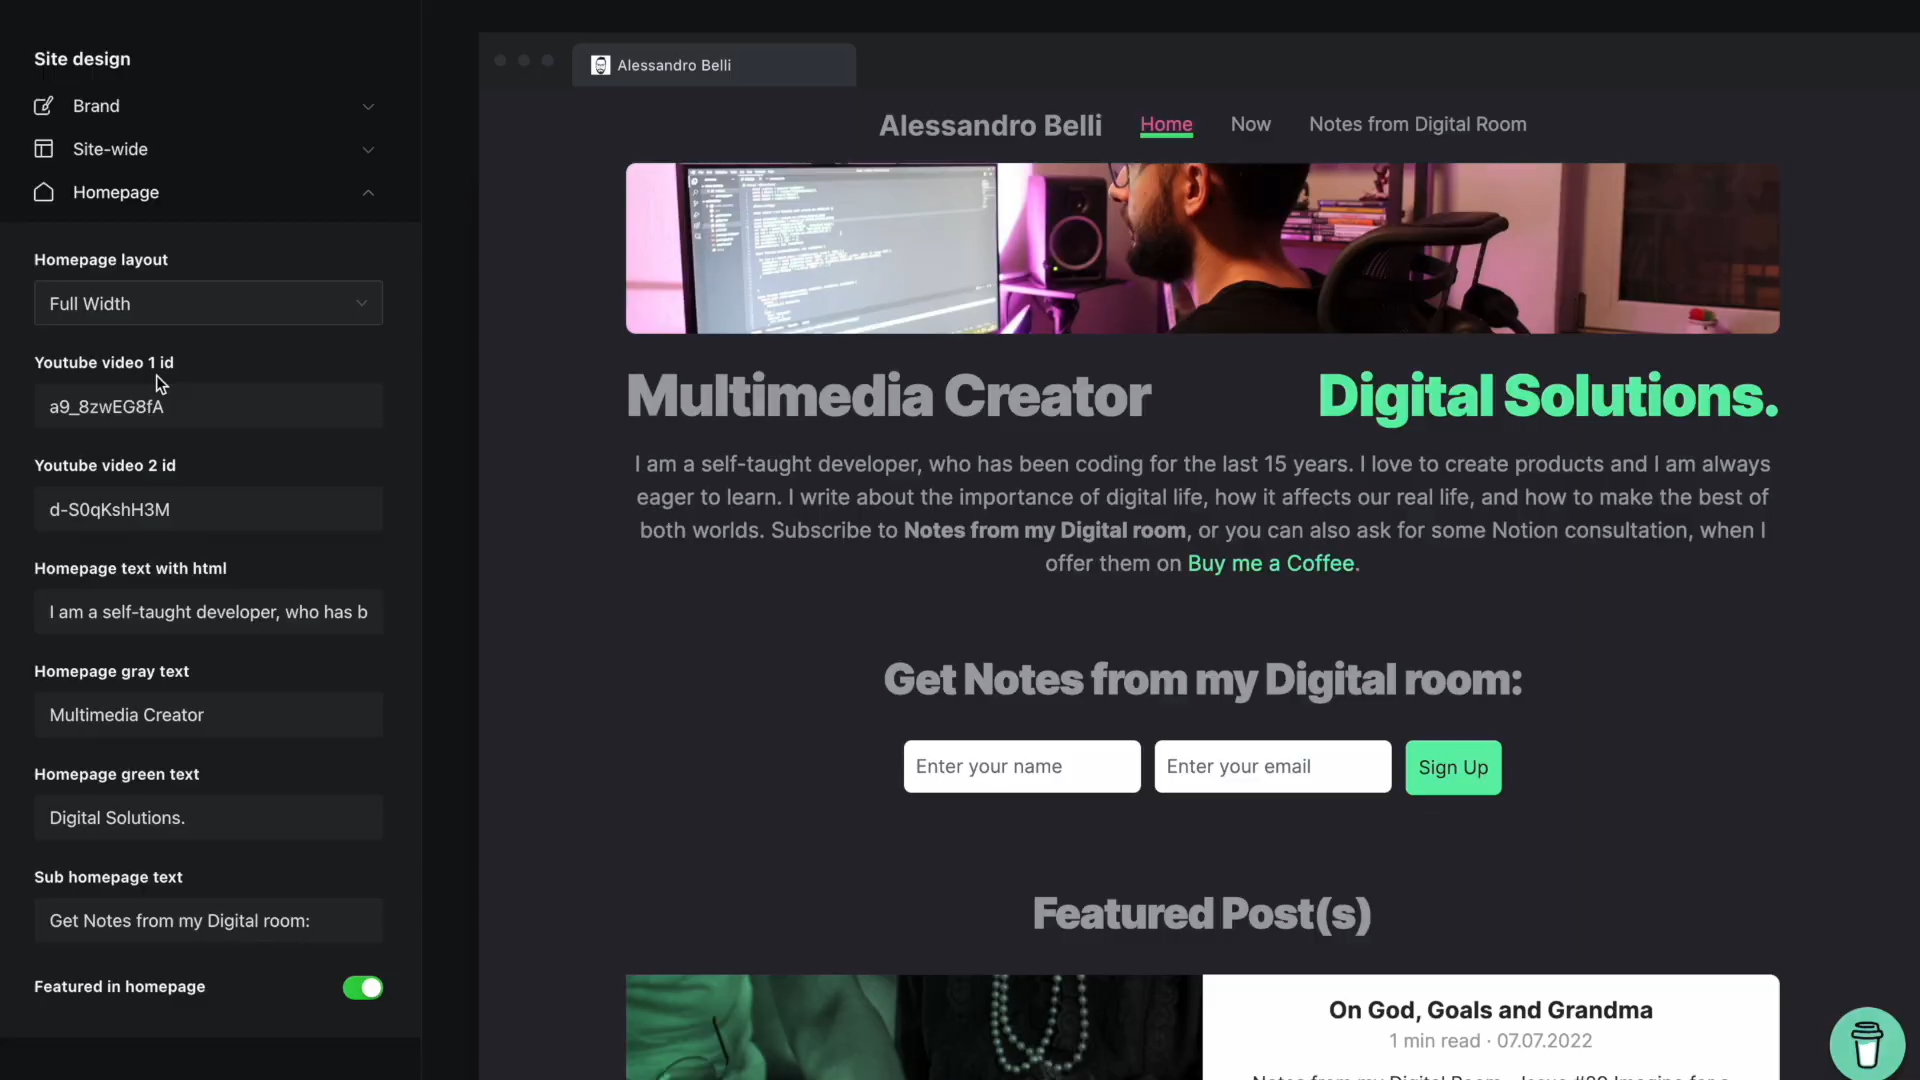 Site design
Brand
Site-wide
Homepage
Homepage layout
Full Width
Youtube video 1 id
a9_8zwEG8fA
Youtube video 2 id
d-S0qKshH3M
Homepage text with html
I am a self-taught developer, who has b
Homepage gray text
Multimedia Creator
Homepage green text
Digital Solutions.
Sub homepage text
Get Notes from my Digital room:
Featured in homepage
Alessandro Belli
Alessandro Belli Home Now Notes from Digital Room
Multimedia Creator Digital Solutions.
I am a self-taught developer, who has been coding for the last 15 years. I love to create products and I am always
eager to learn. I write about the importance of digital life, how it affects our real life, and how to make the best of
both worlds. Subscribe to Notes from my Digital room, or you can also ask for some Notion consultation, when I
offer them on Buy me a Coffee.
Get Notes from my Digital room:
Enter your name Enter your email Sign Up
Featured Post(s)
On God, Goals and Grandma
1 min read · 07.07.2022